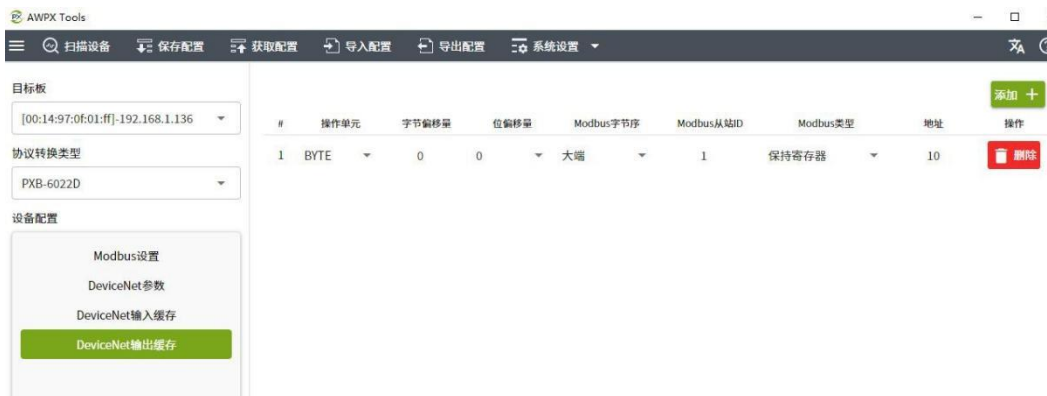 AWPX Tools
扫描设备 保存配置 获取配置 导入配置 导出配置 系统设置
目标板
添加 +
[00:14:97:0f:01:ff]-192.168.1.136
# 操作单元 字节偏移量 位偏移量 Modbus字节序 Modbus从站ID Modbus类型 地址 操作
协议转换类型
1 BYTE 0 0 大端 1 保持寄存器 10 删除
PXB-6022D
设备配置
Modbus设置
DeviceNet参数
DeviceNet输入缓存
DeviceNet输出缓存